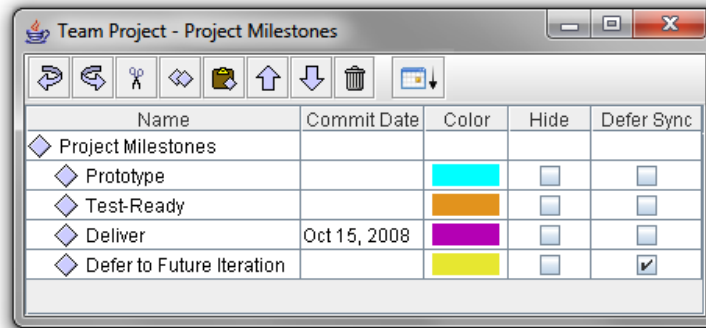 Team Project - Project Milestones
Name Commit Date Color Hide Defer Sync
Project Milestones
Prototype
Test-Ready
Deliver Oct 15, 2008
Defer to Future Iteration